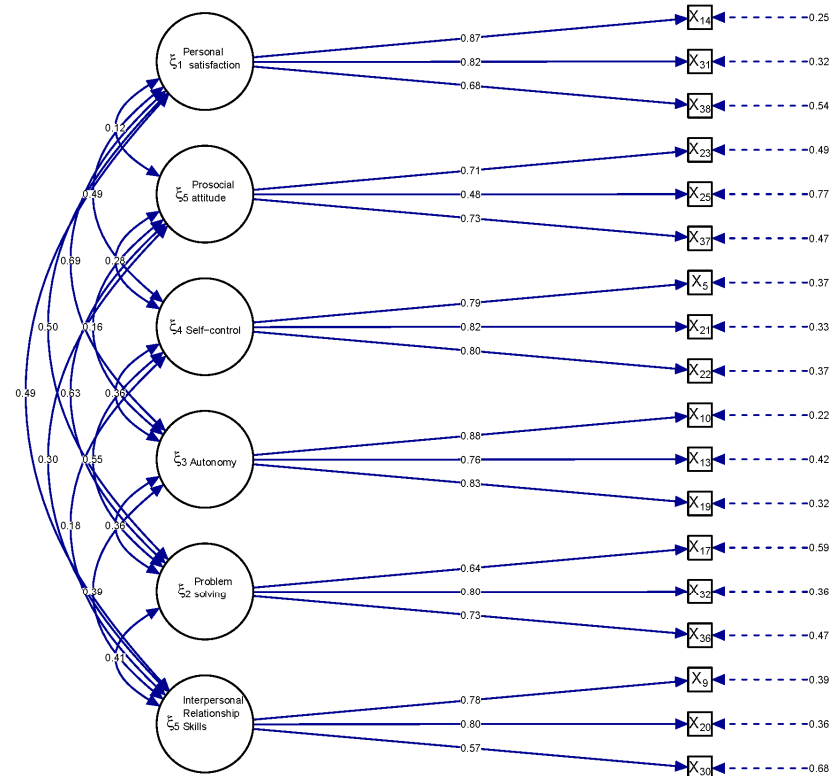 X14 0.25
0.87
Personal
ξ1 satisfaction
0.82 X31 0.32
0.68
X38 0.54
0.12
X23 0.49
0.71
Prosocial
ξ5 attitude
0.49 0.48 X25 0.77
0.73
X37 0.47
0.69 0.28
X5 0.37
0.79
0.50 0.16 ξ4 Self-control 0.82 X21 0.33
0.80
X22 0.37
0.49 0.63 0.36
X10 0.22
0.88
0.30 0.55 ξ3 Autonomy 0.76 X13 0.42
0.83
X19 0.32
0.18 0.36
X17 0.59
0.64
Problem
ξ2 solving
0.39 0.80 X32 0.36
0.73
X36 0.47
0.41
X9 0.39
Interpersonal
0.78
Relationship
ξ5 Skills
0.80 X20 0.36
0.57
X30 0.68